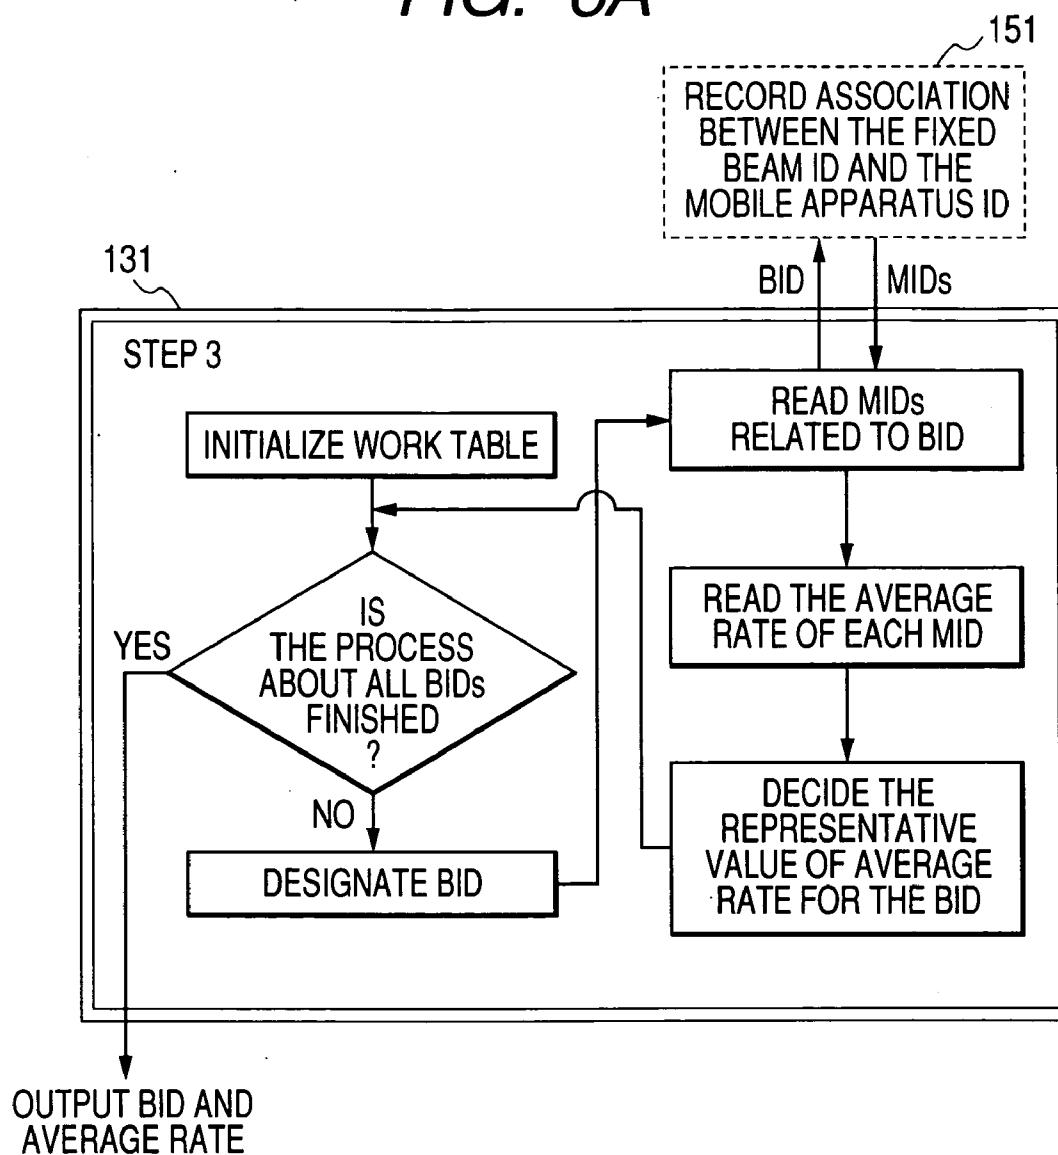 FIG.
151
RECORD ASSOCIATION
BETWEEN THE FIXED
BEAM ID AND THE
MOBILE APPARATUS ID
131
BID
MIDs
STEP 3
READ MIDs
RELATED TO BID
INITIALIZE WORK TABLE
READ THE AVERAGE
RATE OF EACH MID
YES
IS
THE PROCESS
ABOUT ALL BIDs
FINISHED
?
NO
DECIDE THE
REPRESENTATIVE
VALUE OF AVERAGE
RATE FOR THE BID
DESIGNATE BID
OUTPUT BID AND
AVERAGE RATE